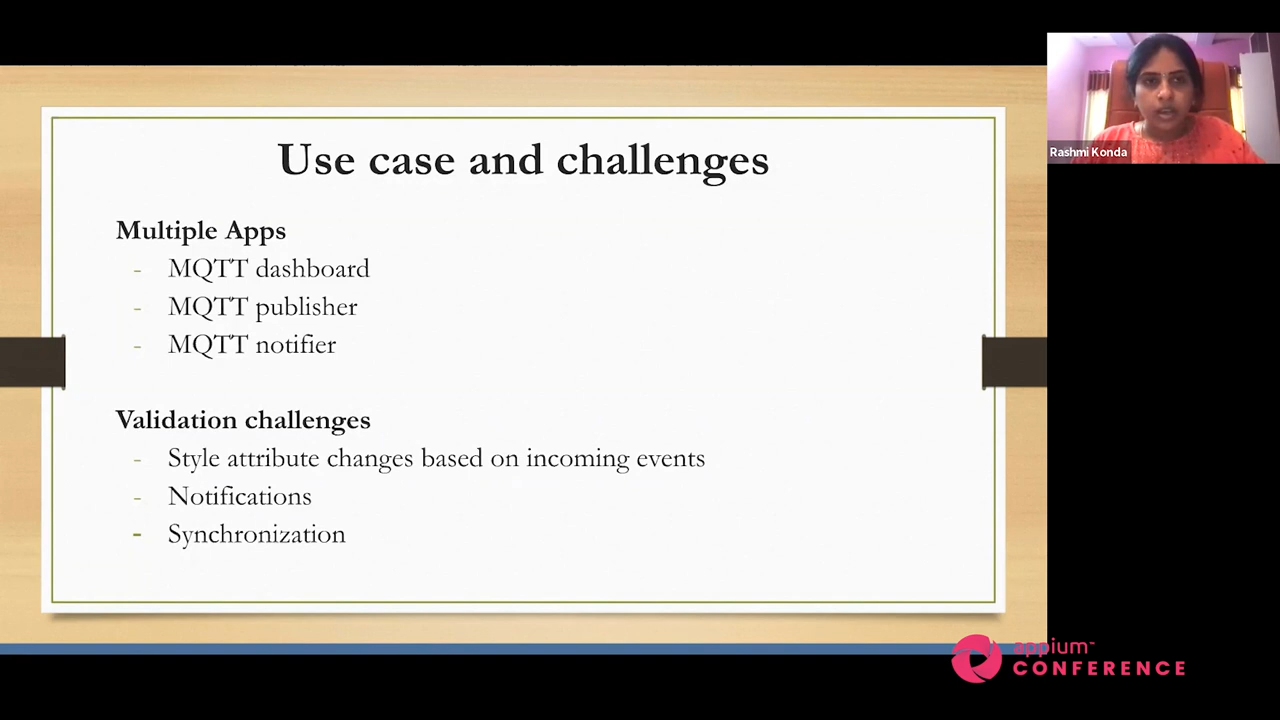 Use case and challenges
Multiple Apps
- MQTT dashboard
- MQTT publisher
- MQTT notifier
Validation challenges
- Style attribute changes based on incoming events
- Notifications
- Synchronization
Rashmi Konda
appium
CONFERENCE